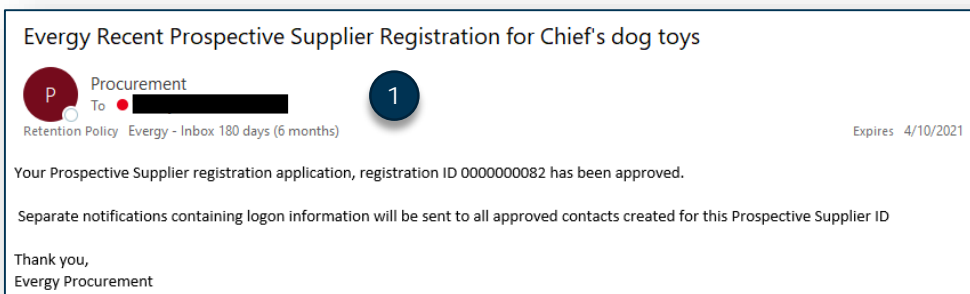 Evergy Recent Prospective Supplier Registration for Chief's dog toys
P
Procurement
To
1
Retention Policy Evergy - Inbox 180 days (6 months)
Expires 4/10/2021
Your Prospective Supplier registration application, registration ID 0000000082 has been approved.
Separate notifications containing logon information will be sent to all approved contacts created for this Prospective Supplier ID
Thank you,
Evergy Procurement